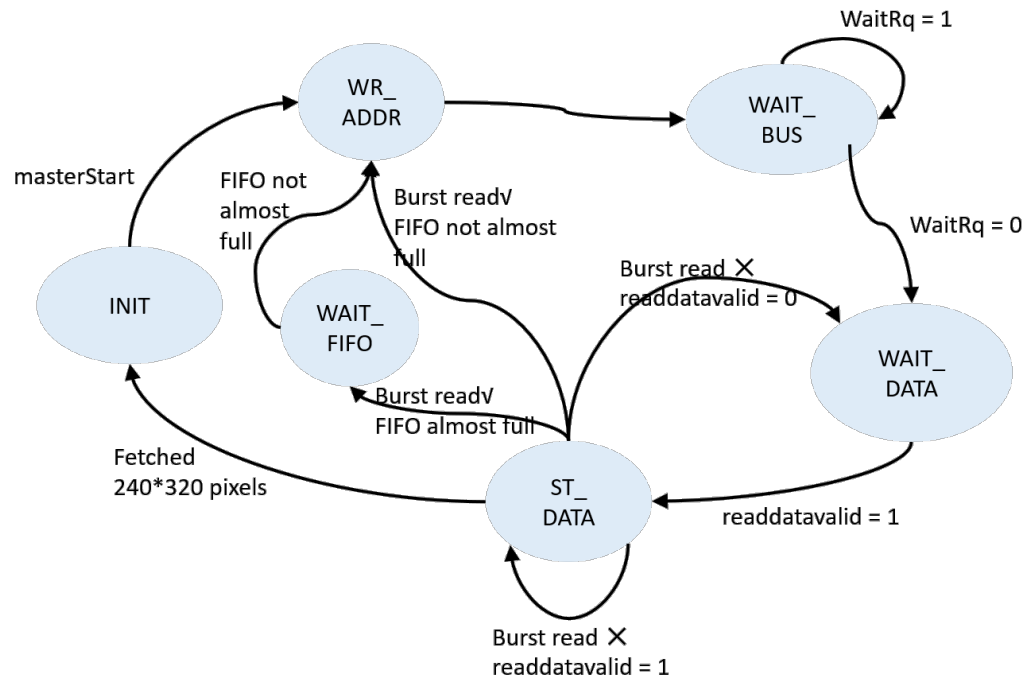 WaitRq = 1
WR_
ADDR
WAIT_
BUS
masterStart
FIFO not
almost
full
Burst read√
FIFO not almost
full
WaitRq = 0
Burst read ✕
readdatavalid = 0
INIT
WAIT_
FIFO
WAIT_
DATA
Burst read√
FIFO almost full
Fetched
240*320 pixels
ST_
DATA
readdatavalid = 1
Burst read ✕
readdatavalid = 1